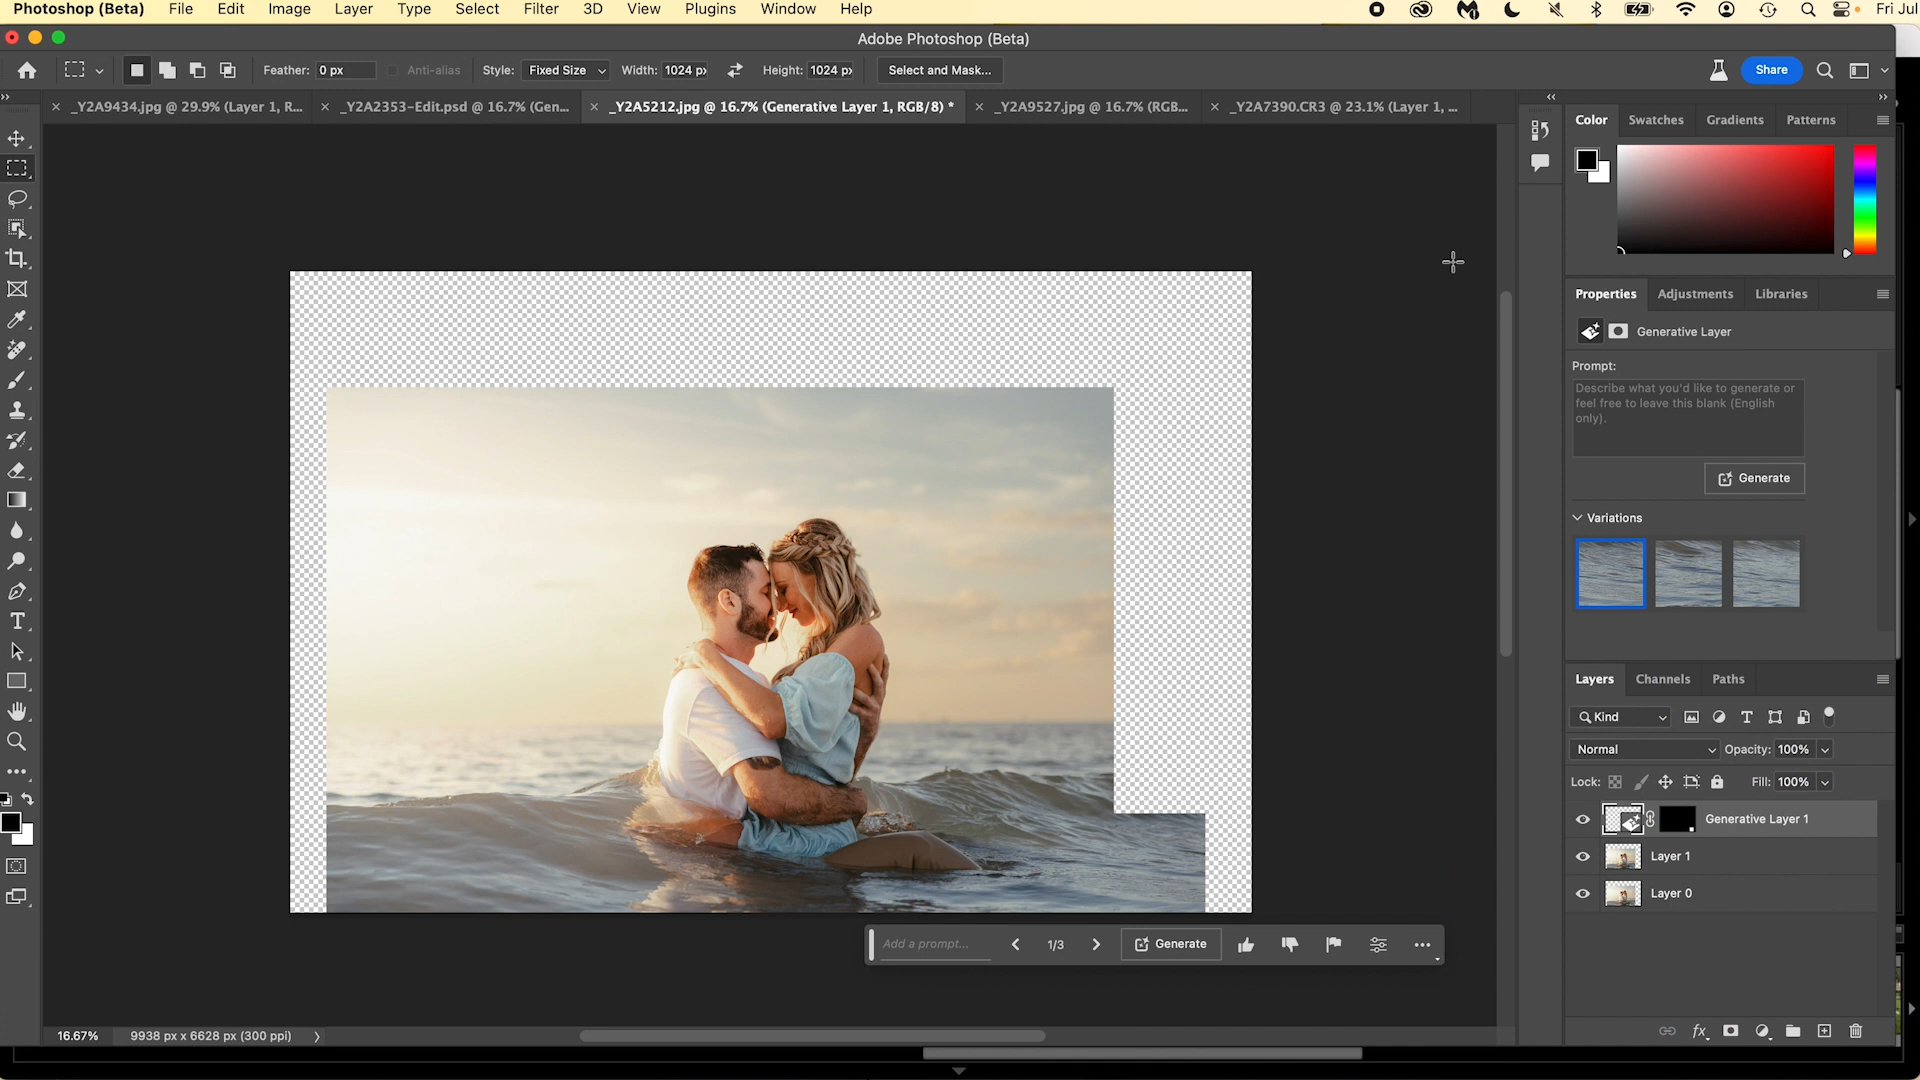 Photoshop (Beta) File Edit Image Layer Type Select Filter 3D View Plugins Window Help Fri Jul
Adobe Photoshop (Beta)
Feather: 0 px Anti-alias Style: Fixed Size Width: 1024 px Height: 1024 px Select and Mask... Share
_Y2A9434.jpg @ 29.9% (Layer 1, R... _Y2A2353-Edit.psd @ 16.7% (Gen... _Y2A5212.jpg @ 16.7% (Generative Layer 1, RGB/8) * _Y2A9527.jpg @ 16.7% (RGB... _Y2A7390.CR3 @ 23.1% (Layer 1, ...
Color Swatches Gradients Patterns
Properties Adjustments Libraries
Generative Layer
Prompt:
Describe what you'd like to generate or
feel free to leave this blank (English
only).
Generate
Variations
Layers Channels Paths
Kind
Normal Opacity: 100%
Lock: Fill: 100%
Generative Layer 1
Layer 1
Layer 0
Add a prompt... 1/3 Generate
16.67% 9938 px x 6628 px (300 ppi)